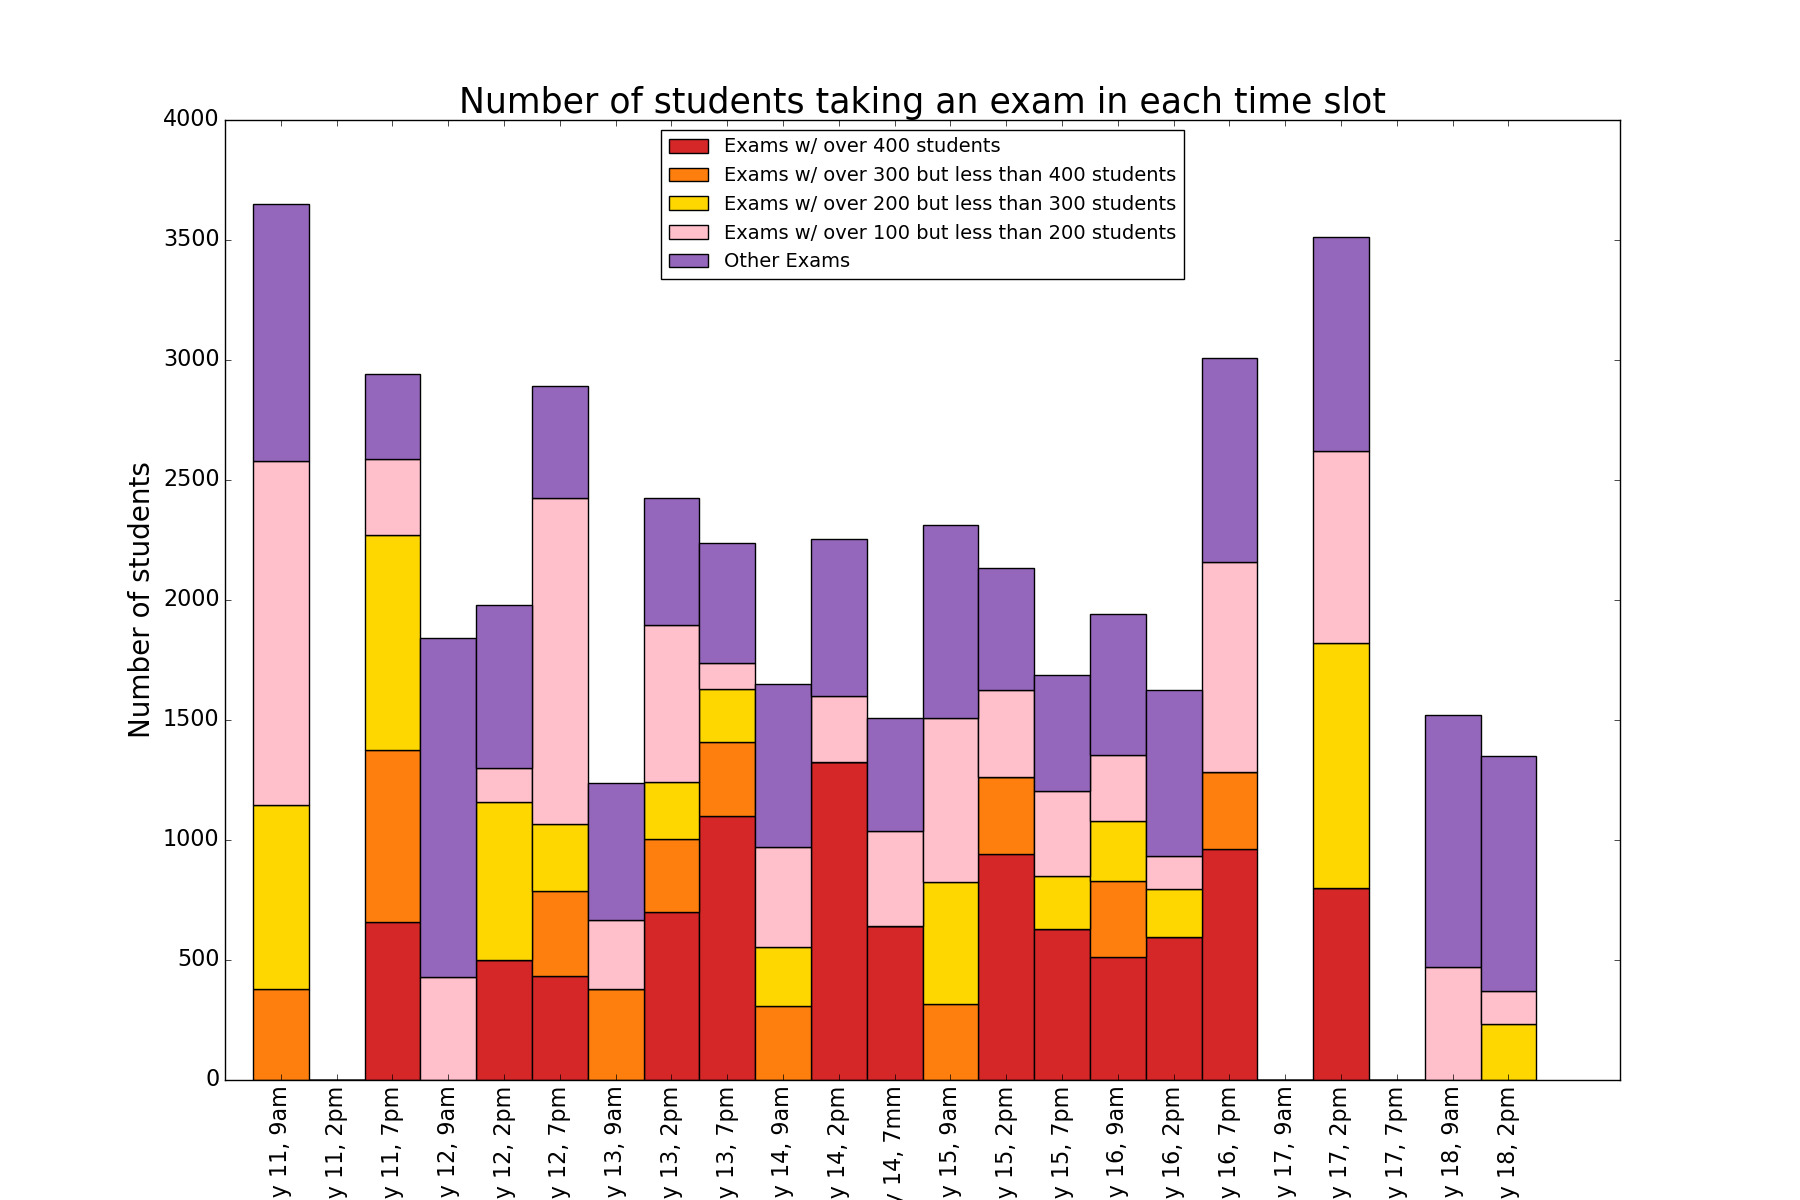 Number of students taking an exam in each time slot
Exams w/ over 400 students
Exams w/ over 300 but less than 400 students
Exams w/ over 200 but less than 300 students
Exams w/ over 100 but less than 200 students
Other Exams
Number of students
4000
3500
3000
2500
2000
1500
1000
500
0
y 11, 9am
y 11, 2pm
y 11, 7pm
y 12, 9am
y 12, 2pm
y 12, 7pm
y 13, 9am
y 13, 2pm
y 13, 7pm
y 14, 9am
y 14, 2pm
y 14, 7mm
y 15, 9am
y 15, 2pm
y 15, 7pm
y 16, 9am
y 16, 2pm
y 16, 7pm
y 17, 9am
y 17, 2pm
y 17, 7pm
y 18, 9am
y 18, 2pm